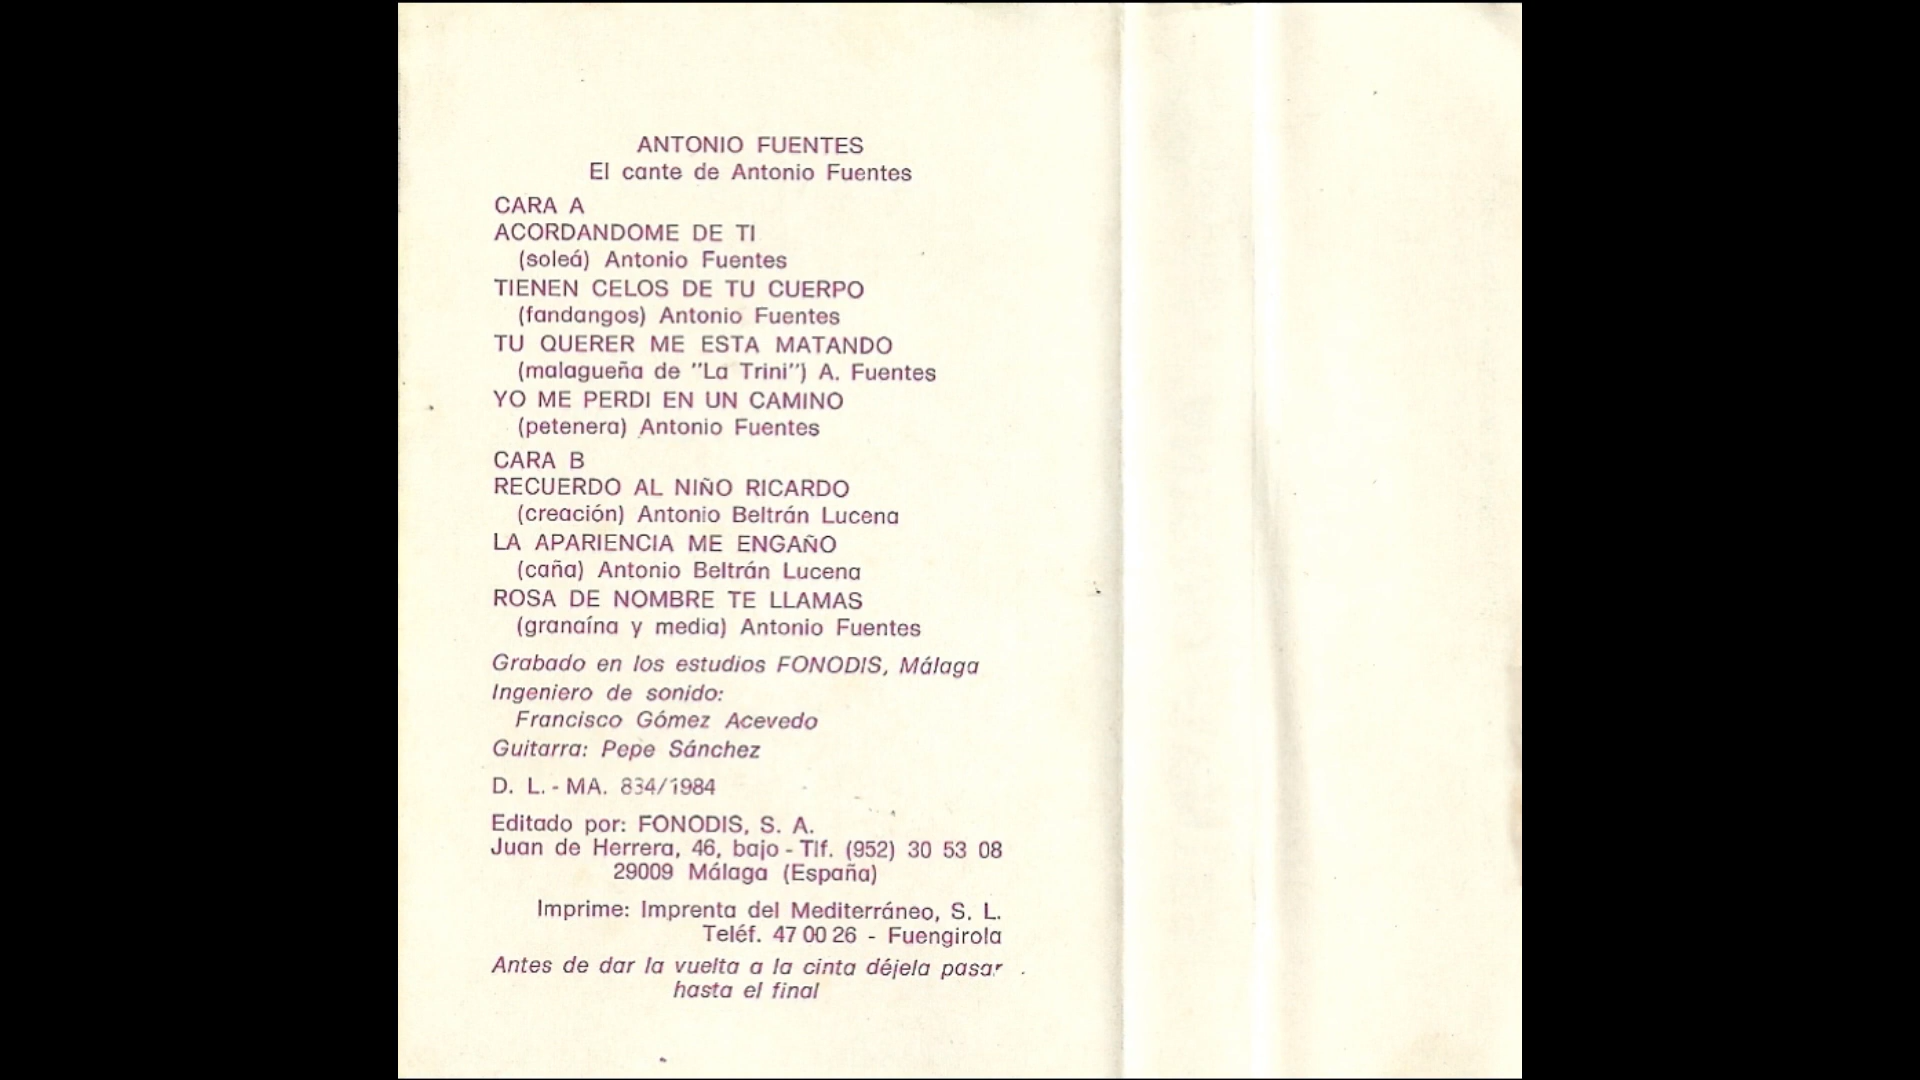 ANTONIO FUENTES
El cante de Antonio Fuentes
CARA A
ACORDANDOME DE TI
(soleá) Antonio Fuentes
TIENEN CELOS DE TU CUERPO
(fandangos) Antonio Fuentes
TU QUERER ME ESTA MATANDO
(malagueña de "La Trini") A. Fuentes
YO ME PERDI EN UN CAMINO
(petenera) Antonio Fuentes
CARA B
RECUERDO AL NIÑO RICARDO
(creación) Antonio Beltrán Lucena
LA APARIENCIA ME ENGAÑO
(caña) Antonio Beltrán Lucena
ROSA DE NOMBRE TE LLAMAS
(granaína y media) Antonio Fuentes
Grabado en los estudios FONODIS, Málaga
Ingeniero de sonido:
Francisco Gómez Acevedo
Guitarra: Pepe Sánchez
D. L. - MA. 834/1984
Editado por: FONODIS, S. A.
Juan de Herrera, 46, bajo - Tlf. (952) 30 53 08
29009 Málaga (España)
Imprime: Imprenta del Mediterráneo, S. L.
Teléf. 47 00 26 - Fuengirola
Antes de dar la vuelta a la cinta déjela pasar
hasta el final